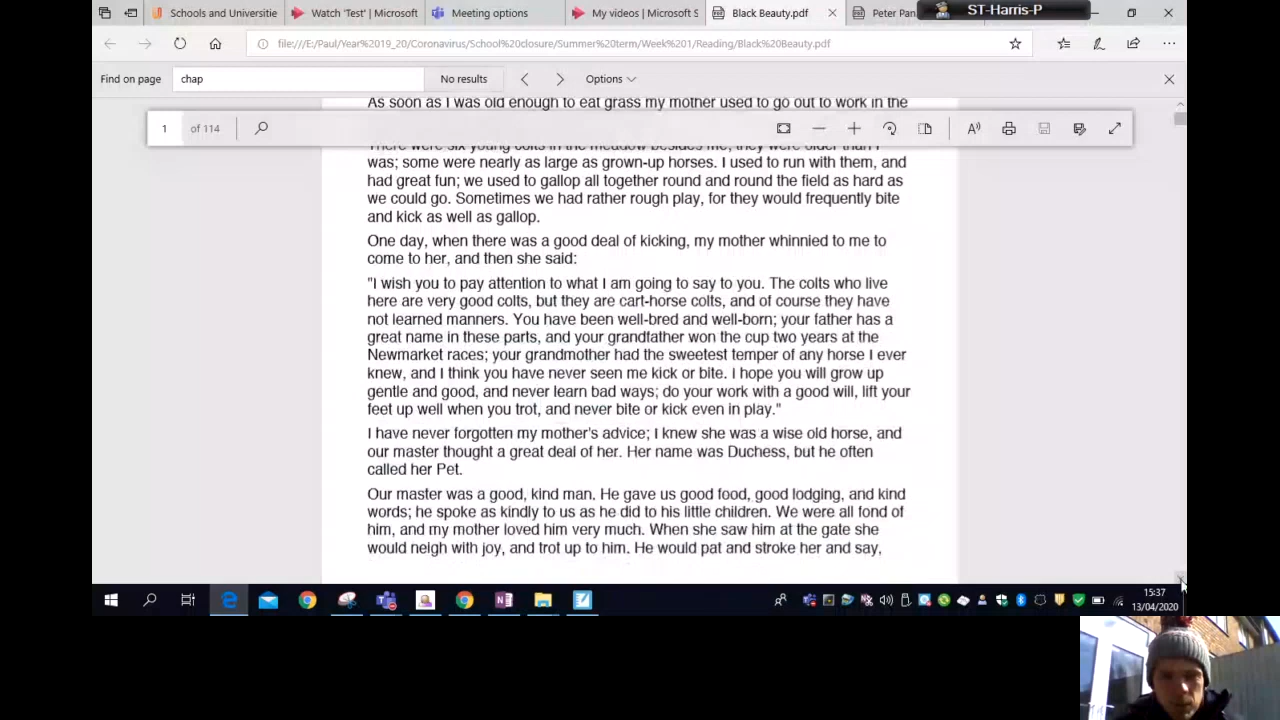 Schools and Universitie
Watch 'Test' | Microsoft
Meeting options
My videos | Microsoft S
Black Beauty.pdf
Peter Pan
ST-Harris-P
file:///E:/Paul/Year%2019_20/Coronavirus/School%20closure/Summer%20term/Week%201/Reading/Black%20Beauty.pdf
Find on page
chap
No results
Options
As soon as I was old enough to eat grass my mother used to go out to work in the
1 of 114
There were six young colts in the meadow besides me; they were older than I
was; some were nearly as large as grown-up horses. I used to run with them, and
had great fun; we used to gallop all together round and round the field as hard as
we could go. Sometimes we had rather rough play, for they would frequently bite
and kick as well as gallop.
One day, when there was a good deal of kicking, my mother whinnied to me to
come to her, and then she said:
"I wish you to pay attention to what I am going to say to you. The colts who live
here are very good colts, but they are cart-horse colts, and of course they have
not learned manners. You have been well-bred and well-born; your father has a
great name in these parts, and your grandfather won the cup two years at the
Newmarket races; your grandmother had the sweetest temper of any horse I ever
knew, and I think you have never seen me kick or bite. I hope you will grow up
gentle and good, and never learn bad ways; do your work with a good will, lift your
feet up well when you trot, and never bite or kick even in play."
I have never forgotten my mother's advice; I knew she was a wise old horse, and
our master thought a great deal of her. Her name was Duchess, but he often
called her Pet.
Our master was a good, kind man. He gave us good food, good lodging, and kind
words; he spoke as kindly to us as he did to his little children. We were all fond of
him, and my mother loved him very much. When she saw him at the gate she
would neigh with joy, and trot up to him. He would pat and stroke her and say,
15:37
13/04/2020